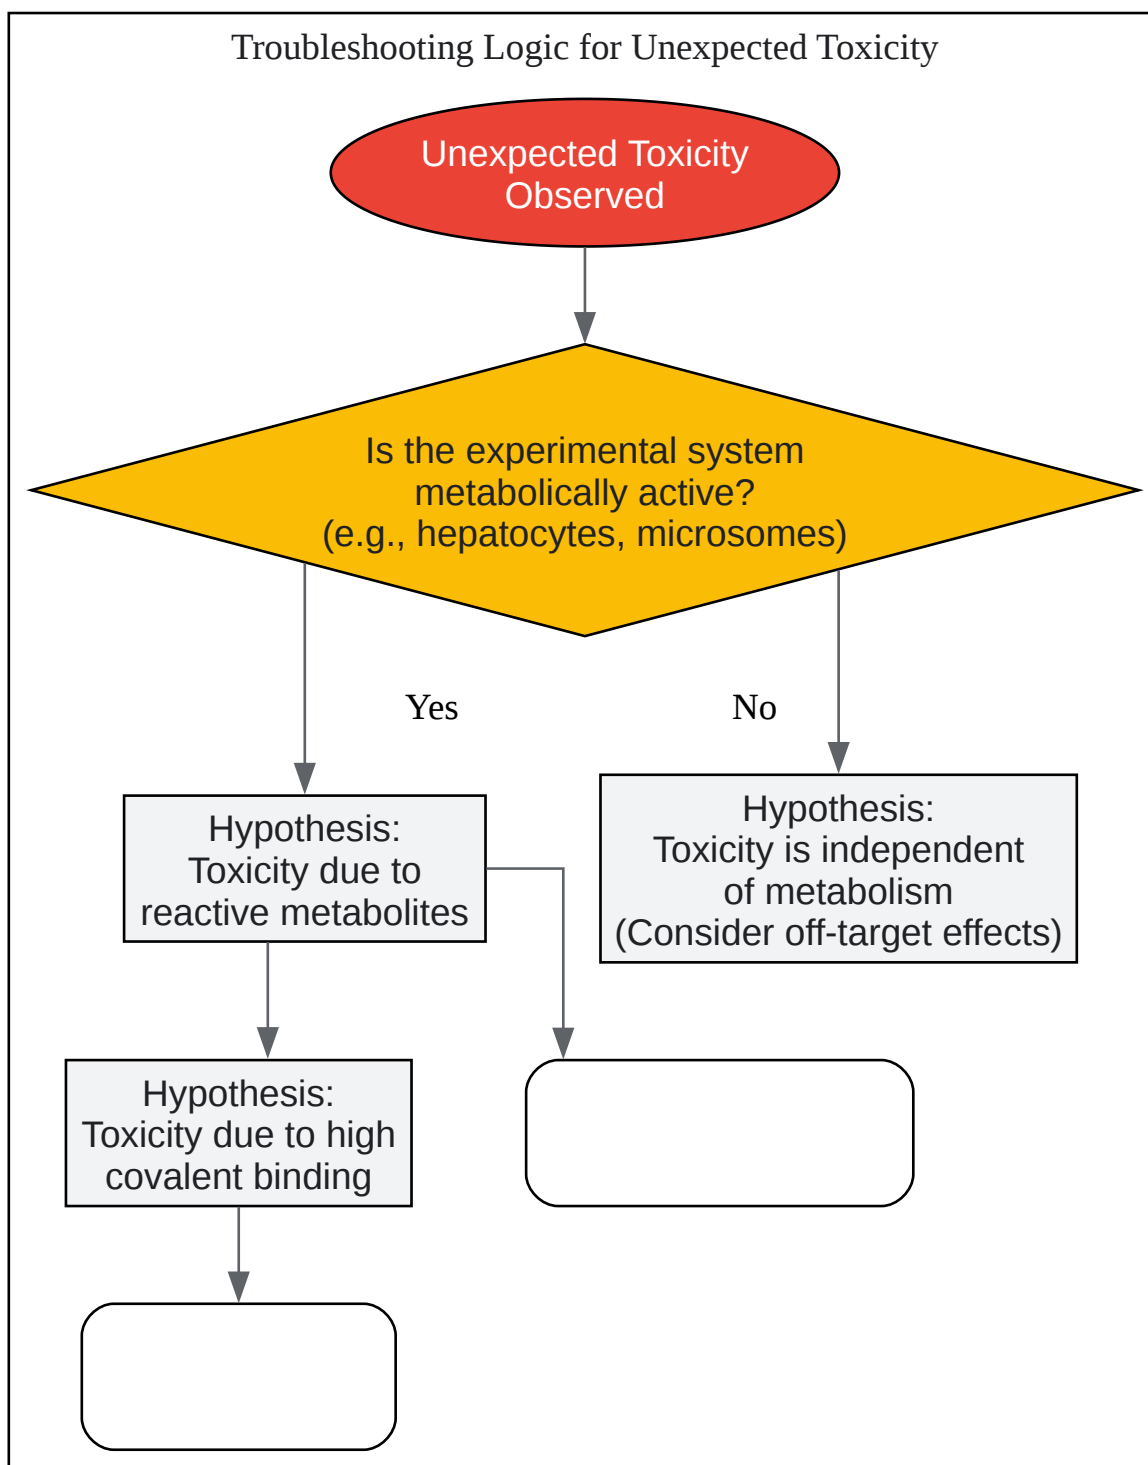 Troubleshooting Logic for Unexpected Toxicity
Unexpected Toxicity
Observed
Is the experimental system
metabolically active?
(e.g., hepatocytes, microsomes)
Yes
No
Hypothesis:
Toxicity due to
reactive metabolites
Hypothesis:
Toxicity is independent
of metabolism
(Consider off-target effects)
Hypothesis:
Toxicity due to high
covalent binding